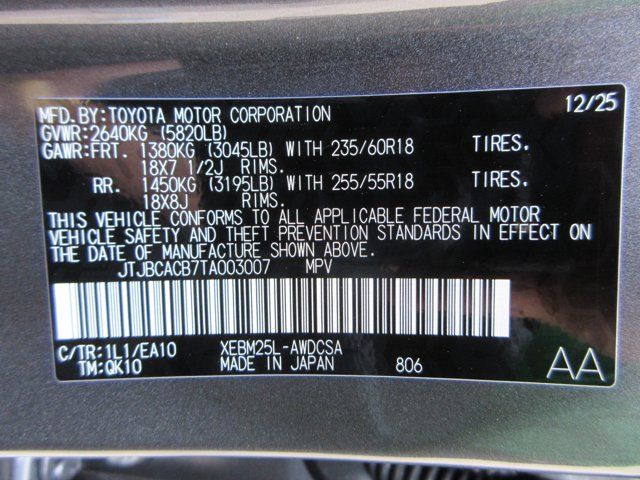 MFD.BY:TOYOTA MOTOR CORPORATION 12/25
GVWR:2640KG (5820LB)
GAWR:FRT. 1380KG (3045LB) WITH 235/60R18 TIRES.
18X7 1/2J RIMS.
RR. 1450KG (3195LB) WITH 255/55R18 TIRES.
18X8J RIMS.
THIS VEHICLE CONFORMS TO ALL APPLICABLE FEDERAL MOTOR
VEHICLE SAFETY AND THEFT PREVENTION STANDARDS IN EFFECT ON
THE DATE OF MANUFACTURE SHOWN ABOVE.
JTJBCACB7TA003007 MPV
C/TR:1L1/EA10 XEBM25L-AWDCSA
TM:QK10 MADE IN JAPAN 806 AA